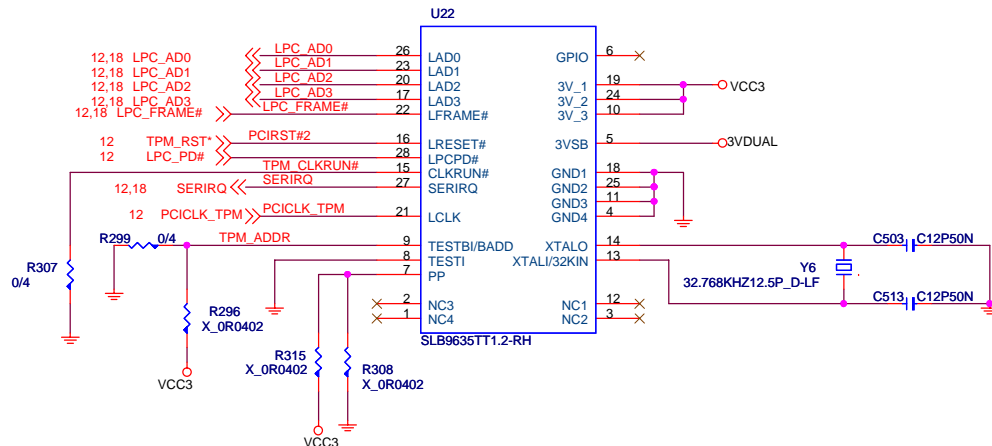 U22
12,18 LPC_AD0 LPC_AD0 26 LAD0 GPIO 6
12,18 LPC_AD1 LPC_AD1 23 LAD1
12,18 LPC_AD2 LPC_AD2 20 LAD2 3V_1 19 VCC3
12,18 LPC_AD3 LPC_AD3 17 LAD3 3V_2 24
12,18 LPC_FRAME# LPC_FRAME# 22 LFRAME# 3V_3 10
12 TPM_RST* PCIRST#2 16 LRESET# 3VSB 5 3VDUAL
12 LPC_PD# 28 LPCPD#
TPM_CLKRUN# 15 CLKRUN# GND1 18
12,18 SERIRQ SERIRQ 27 SERIRQ GND2 25
GND3 11
12 PCICLK_TPM PCICLK_TPM 21 LCLK GND4 4
R299 0/4 TPM_ADDR 9 TESTBI/BADD XTALO 14 C503 C12P50N
R307 0/4 8 TESTI XTALI/32KIN 13 Y6
7 PP 32.768KHZ12.5P_D-LF
2 NC3 NC1 12 C513 C12P50N
1 NC4 NC2 3
R296
X_0R0402
SLB9635TT1.2-RH
R315 R308
X_0R0402 X_0R0402
VCC3
VCC3